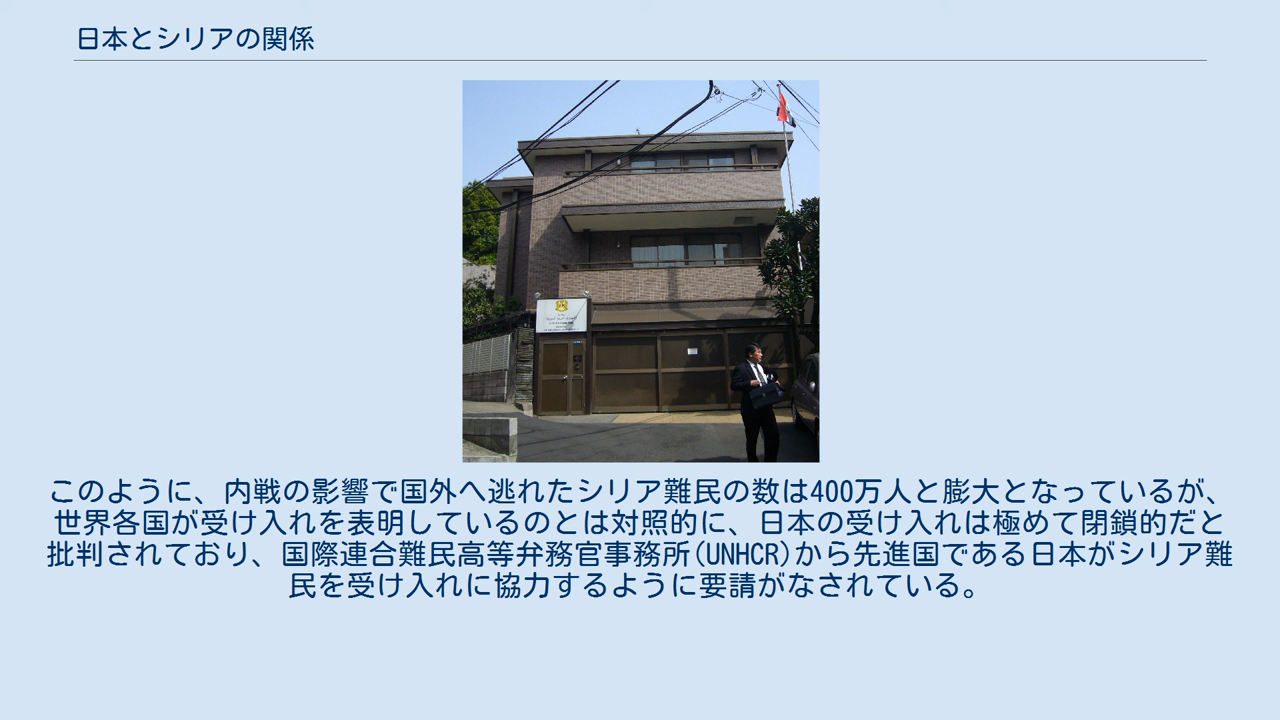 日本とシリアの関係
このように、内戦の影響で国外へ逃れたシリア難民の数は400万人と膨大となっているが、
世界各国が受け入れを表明しているのとは対照的に、日本の受け入れは極めて閉鎖的だと
批判されており、国際連合難民高等弁務官事務所(UNHCR)から先進国である日本がシリア難
民を受け入れに協力するように要請がなされている。